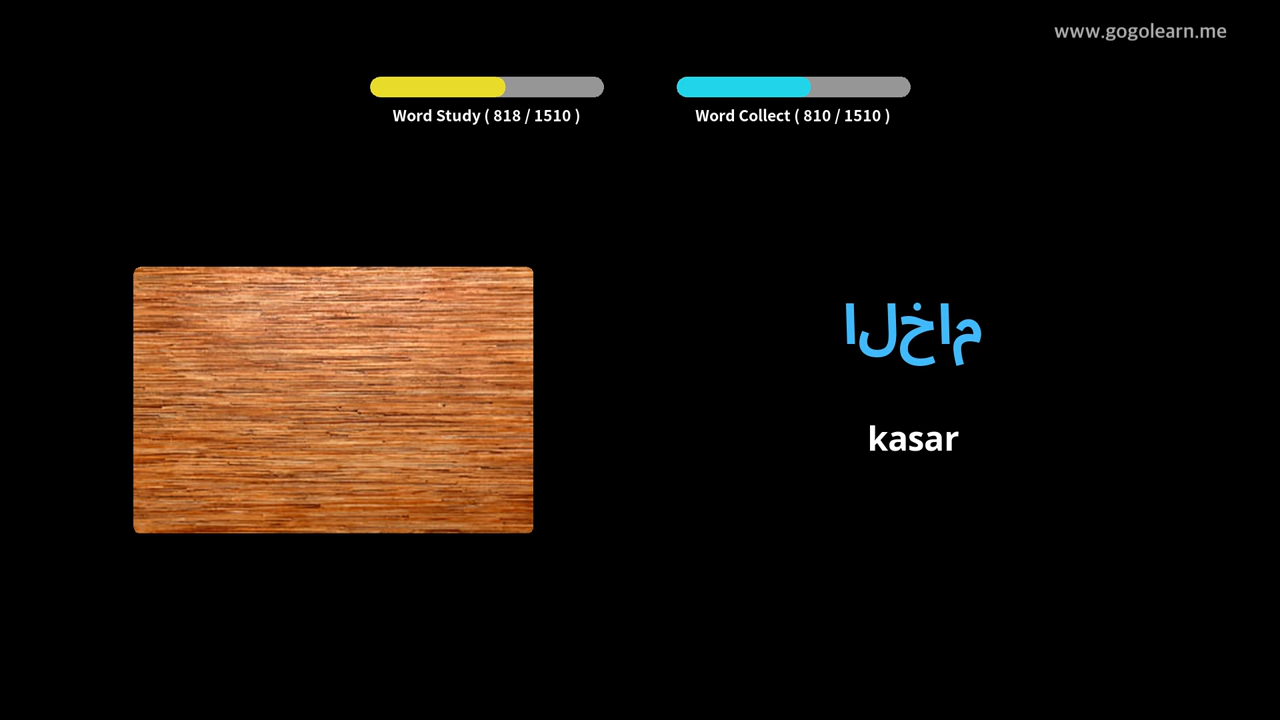 www.gogolearn.me
Word Study ( 818 / 1510 )
Word Collect ( 810 / 1510 )
الخام
kasar